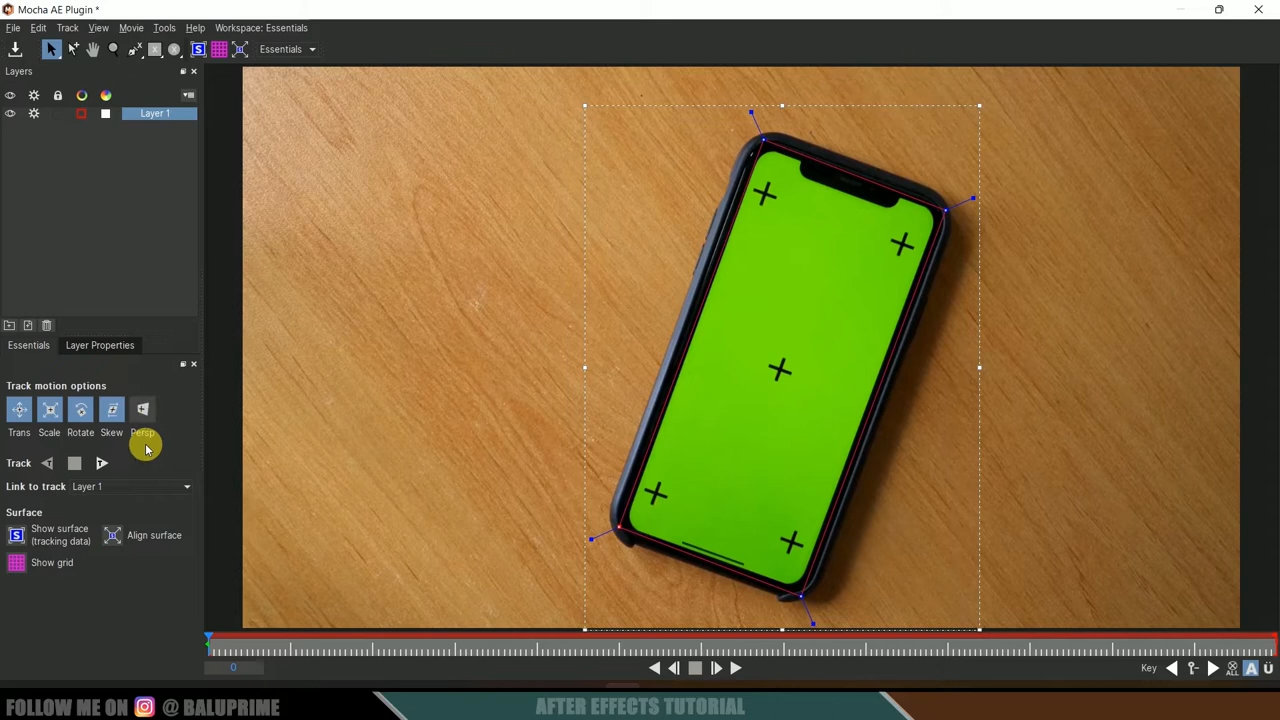 Mocha AE Plugin *
File Edit Track View Movie Tools Help Workspace: Essentials
Essentials
Layers
Layer 1
Essentials Layer Properties
Track motion options
Trans Scale Rotate Skew Persp
Track
Link to track Layer 1
Surface
Show surface
(tracking data)
Align surface
Show grid
0
Key
ALL
A Ü
FOLLOW ME ON @ BALUPRIME
AFTER EFFECTS TUTORIAL